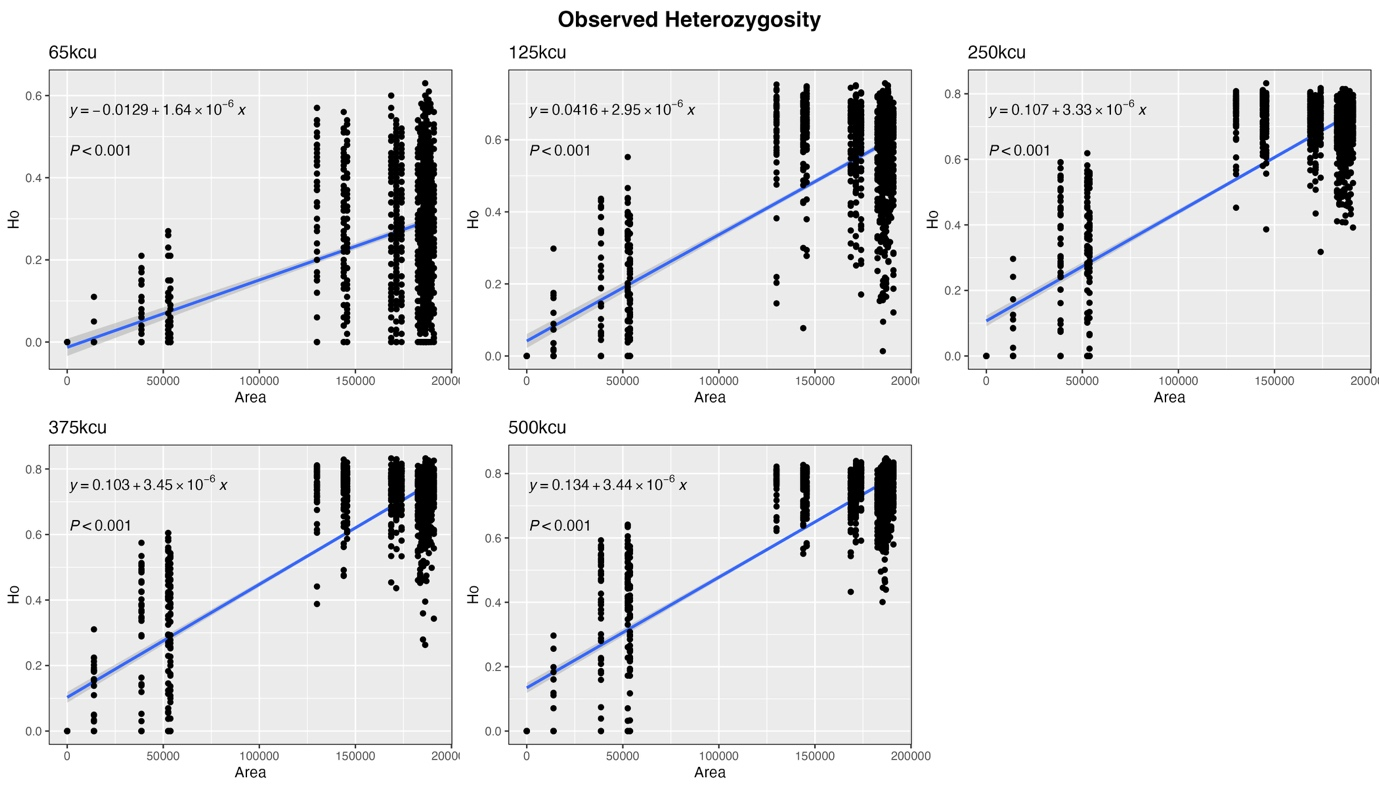 Observed Heterozygosity
65kcu
y = −0.0129 + 1.64 × 10⁻⁶ x
P < 0.001
Ho
0.6
0.4
0.2
0.0
0 50000 100000 150000 20000
Area
125kcu
y = 0.0416 + 2.95 × 10⁻⁶ x
P < 0.001
Ho
0.6
0.4
0.2
0.0
0 50000 100000 150000 20000
Area
250kcu
y = 0.107 + 3.33 × 10⁻⁶ x
P < 0.001
Ho
0.8
0.6
0.4
0.2
0.0
0 50000 100000 150000 20000
Area
375kcu
y = 0.103 + 3.45 × 10⁻⁶ x
P < 0.001
Ho
0.8
0.6
0.4
0.2
0.0
0 50000 100000 150000 20000
Area
500kcu
y = 0.134 + 3.44 × 10⁻⁶ x
P < 0.001
Ho
0.8
0.6
0.4
0.2
0.0
0 50000 100000 150000 200000
Area